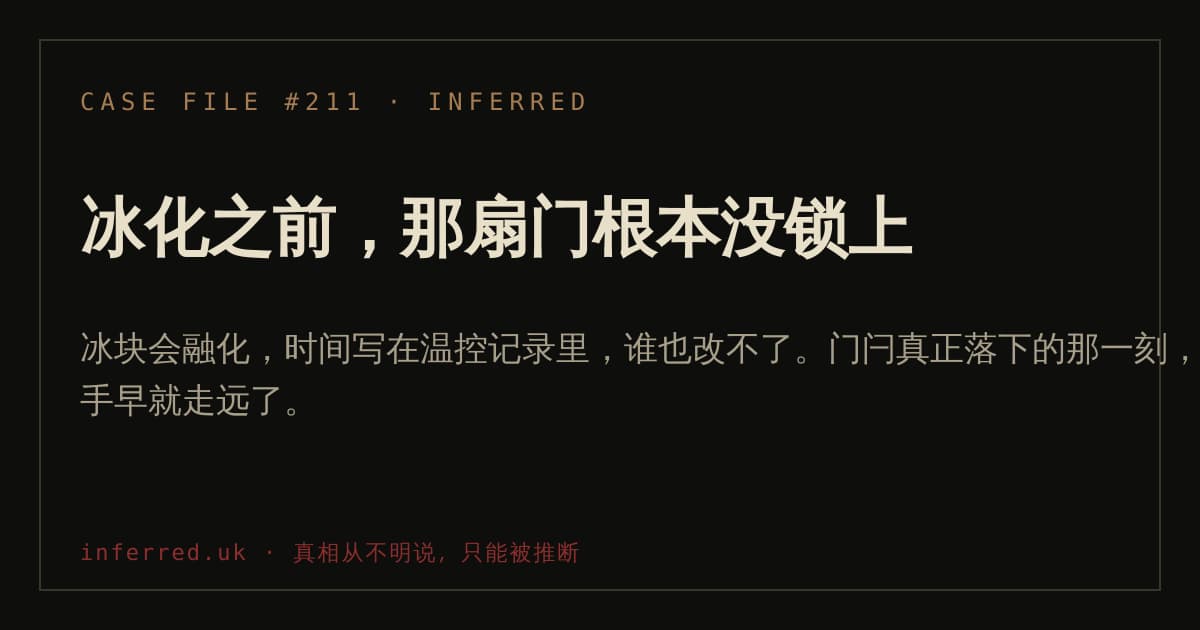 CASE FILE #211 · INFERRED
冰化之前，那扇门根本没锁上
冰块会融化，时间写在温控记录里，谁也改不了。门闩真正落下的那一刻，
手早就走远了。
inferred.uk · 真相从不明说，只能被推断